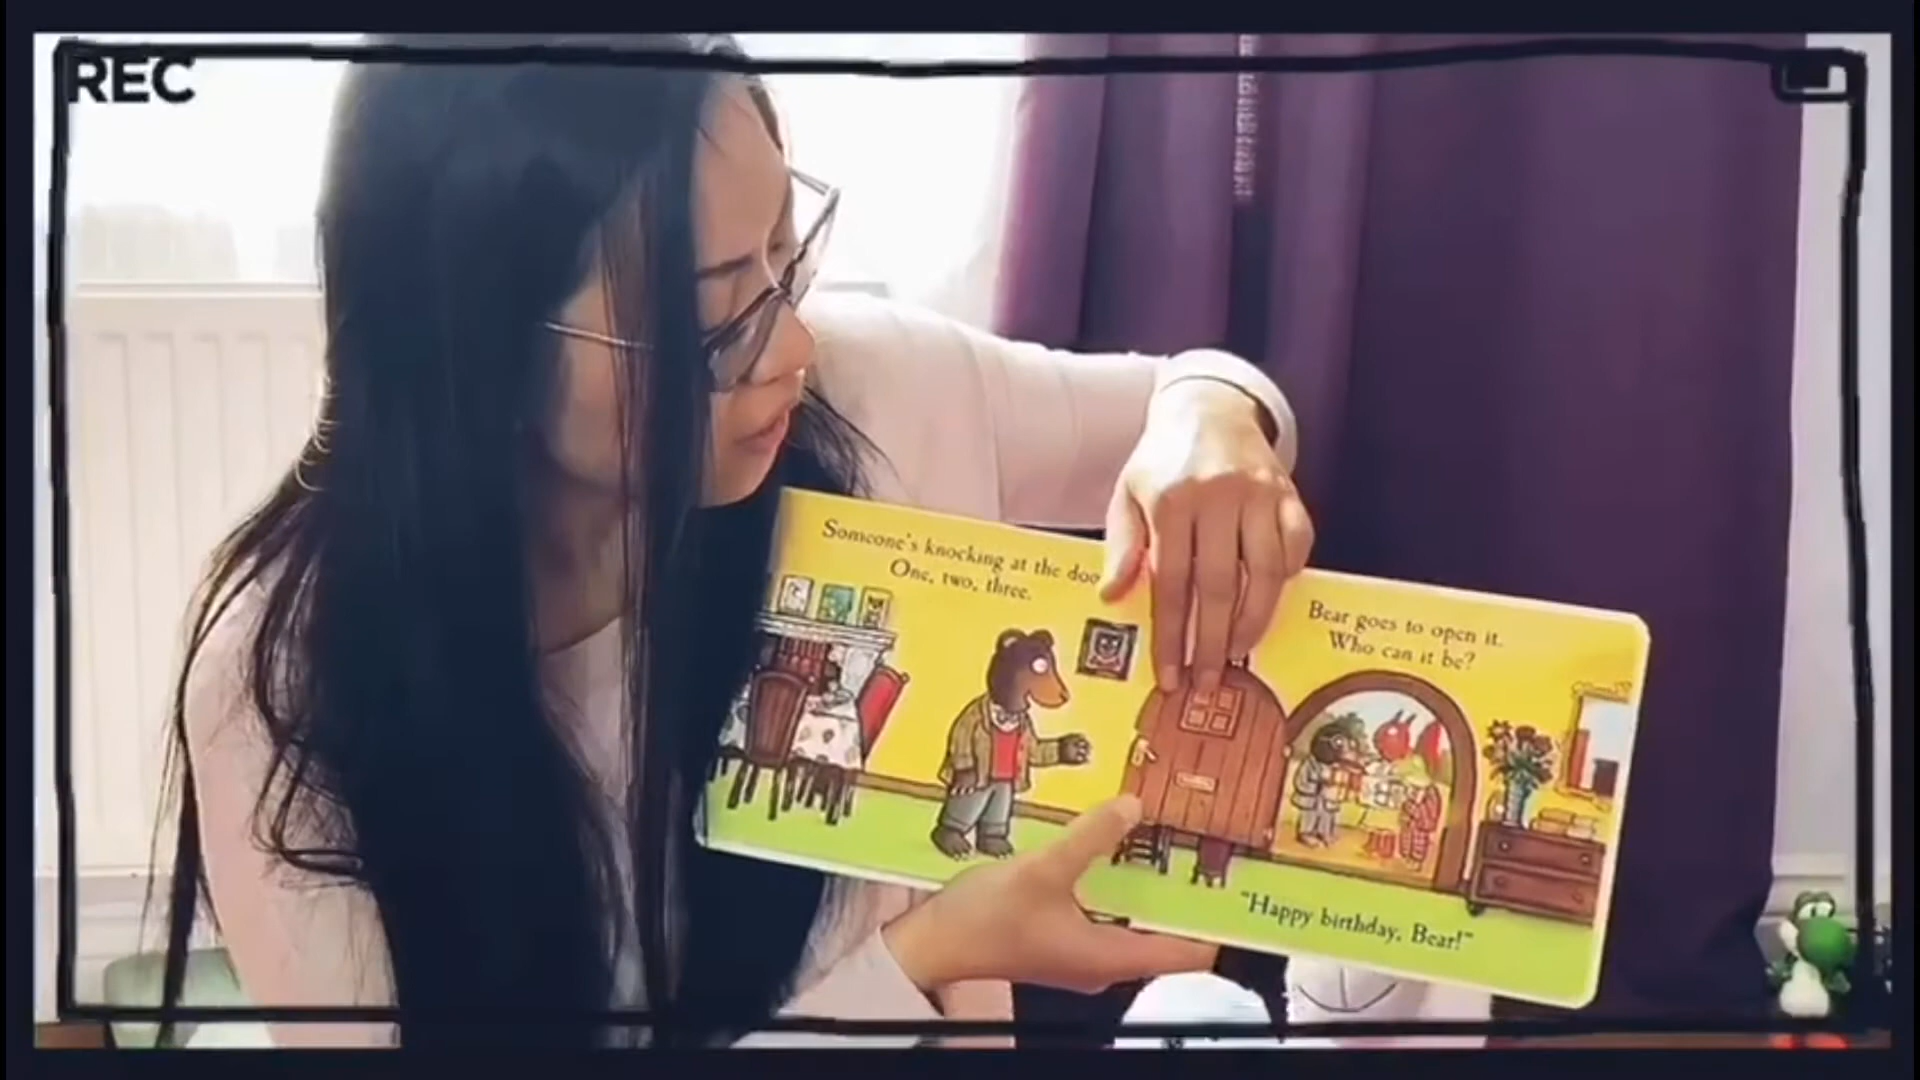 REC
Someone's knocking at the doo
One, two, three.
Bear goes to open it.
Who can it be?
"Happy birthday, Bear!"